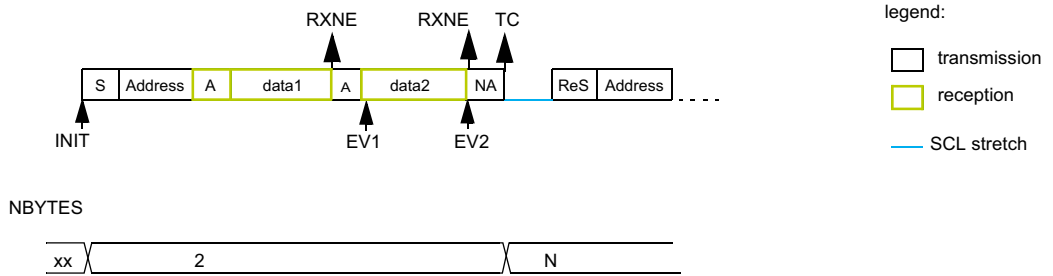 RXNE RXNE TC
S Address A data1 A data2 NA ReS Address
INIT EV1 EV2
legend:
transmission
reception
SCL stretch
NBYTES
xx 2 N